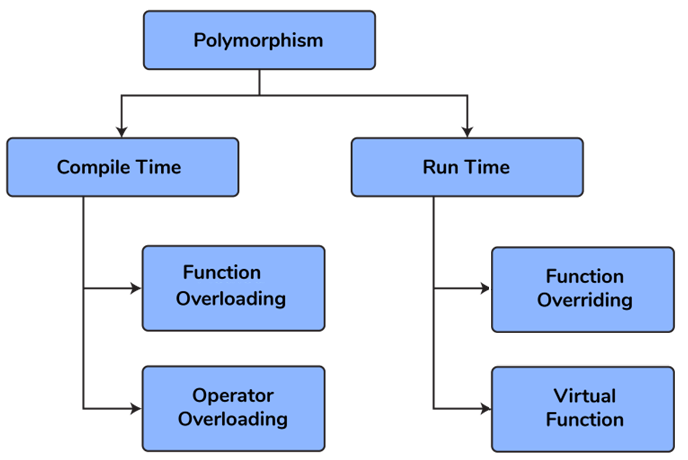 Polymorphism
Compile Time
Run Time
Function
Overloading
Function
Overriding
Operator
Overloading
Virtual
Function